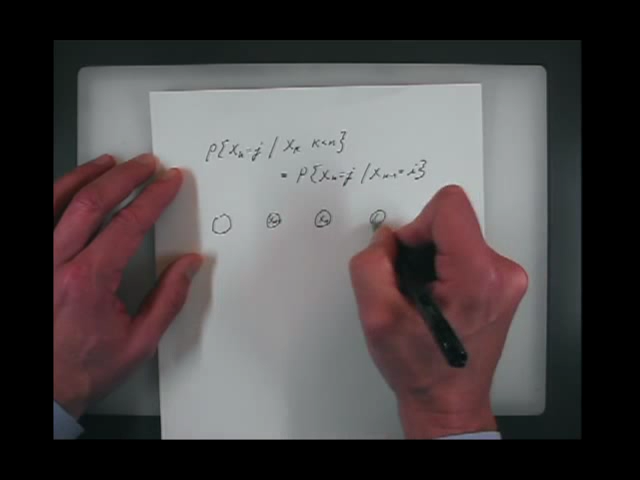 P{Xn=j / Xk k<n}
= P{Xn=j / Xn-1=i}